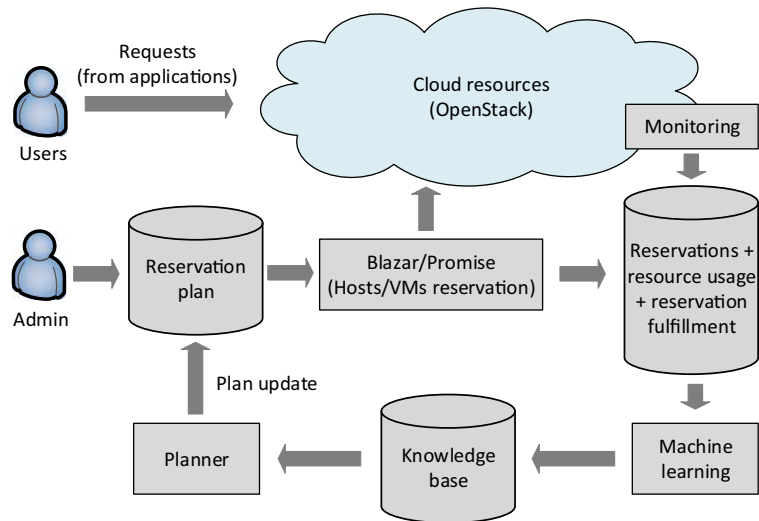 Requests
(from applications)
Users
Cloud resources
(OpenStack)
Monitoring
Admin
Reservation
plan
Blazar/Promise
(Hosts/VMs reservation)
Reservations +
resource usage
+ reservation
fulfillment
Plan update
Planner
Knowledge
base
Machine
learning